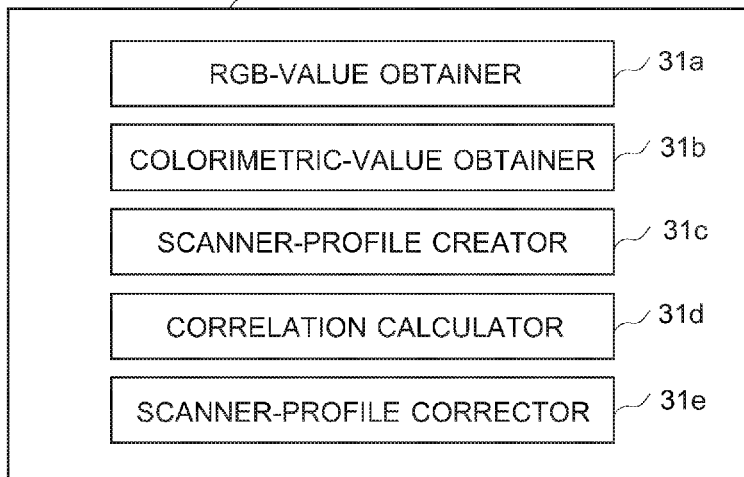 RGB-VALUE OBTAINER 31a
COLORIMETRIC-VALUE OBTAINER 31b
SCANNER-PROFILE CREATOR 31c
CORRELATION CALCULATOR 31d
SCANNER-PROFILE CORRECTOR 31e